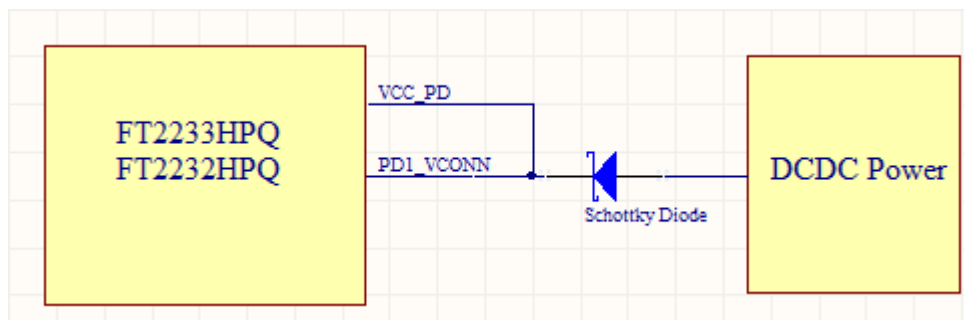 VCC_PD
FT2233HPQ
FT2232HPQ
PD1_VCONN
DCDC Power
Schottky Diode